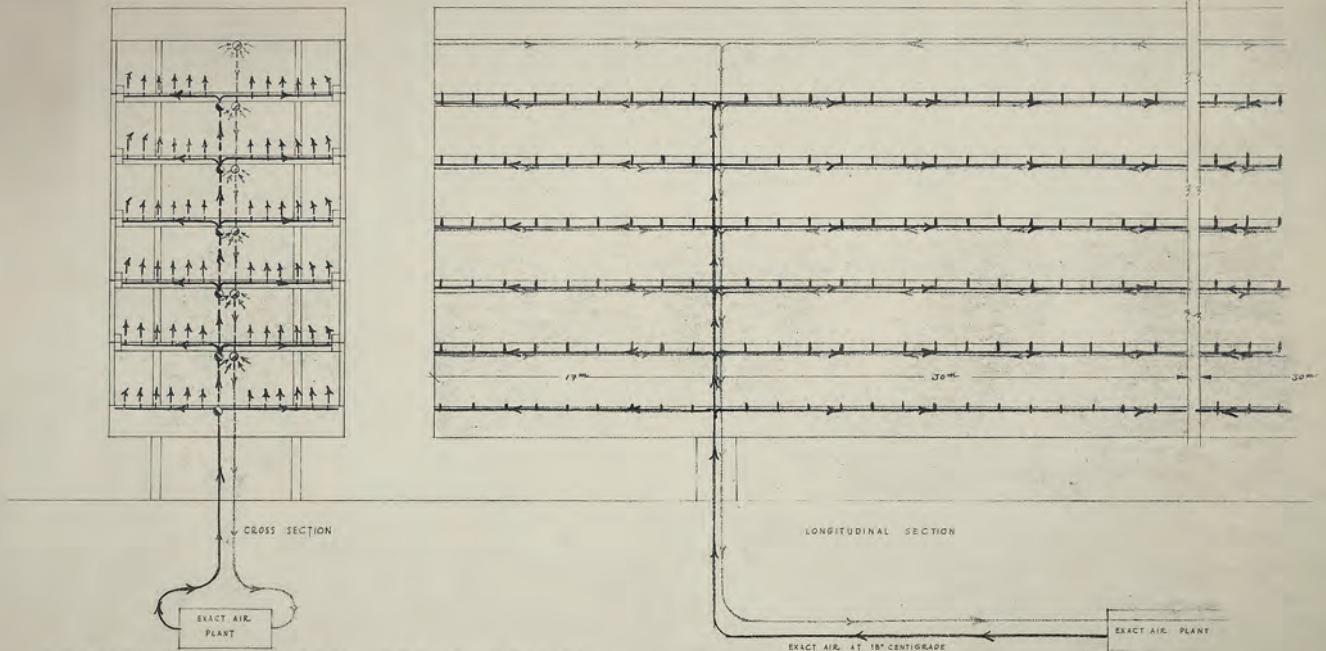 17m
30m
30m
CROSS SECTION
LONGITUDINAL SECTION
EXACT AIR
PLANT
EXACT AIR PLANT
EXACT AIR AT 18° CENTIGRADE